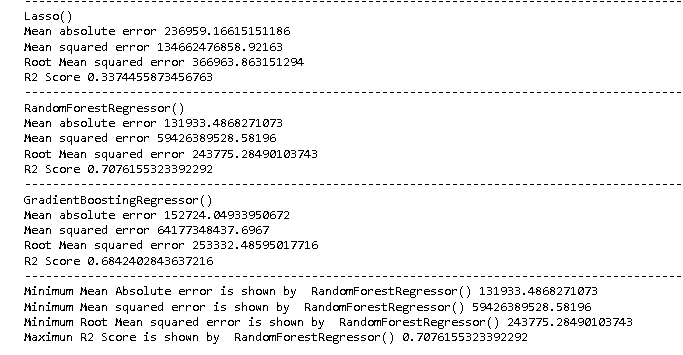 --------------------------------------------------------------------------------------------
Lasso()
Mean absolute error 236959.16615151186
Mean squared error 134662476858.92163
Root Mean squared error 366963.863151294
R2 Score 0.3374455873456763
--------------------------------------------------------------------------------------------
RandomForestRegressor()
Mean absolute error 131933.4868271073
Mean squared error 59426389528.58196
Root Mean squared error 243775.28490103743
R2 Score 0.7076155323392292
--------------------------------------------------------------------------------------------
GradientBoostingRegressor()
Mean absolute error 152724.04933950672
Mean squared error 64177348437.6967
Root Mean squared error 253332.48595017716
R2 Score 0.6842402843637216
--------------------------------------------------------------------------------------------
Minimum Mean Absolute error is shown by  RandomForestRegressor() 131933.4868271073
Minimum Mean squared error is shown by  RandomForestRegressor() 59426389528.58196
Minimum Root Mean squared error is shown by  RandomForestRegressor() 243775.28490103743
Maximun R2 Score is shown by  RandomForestRegressor() 0.7076155323392292